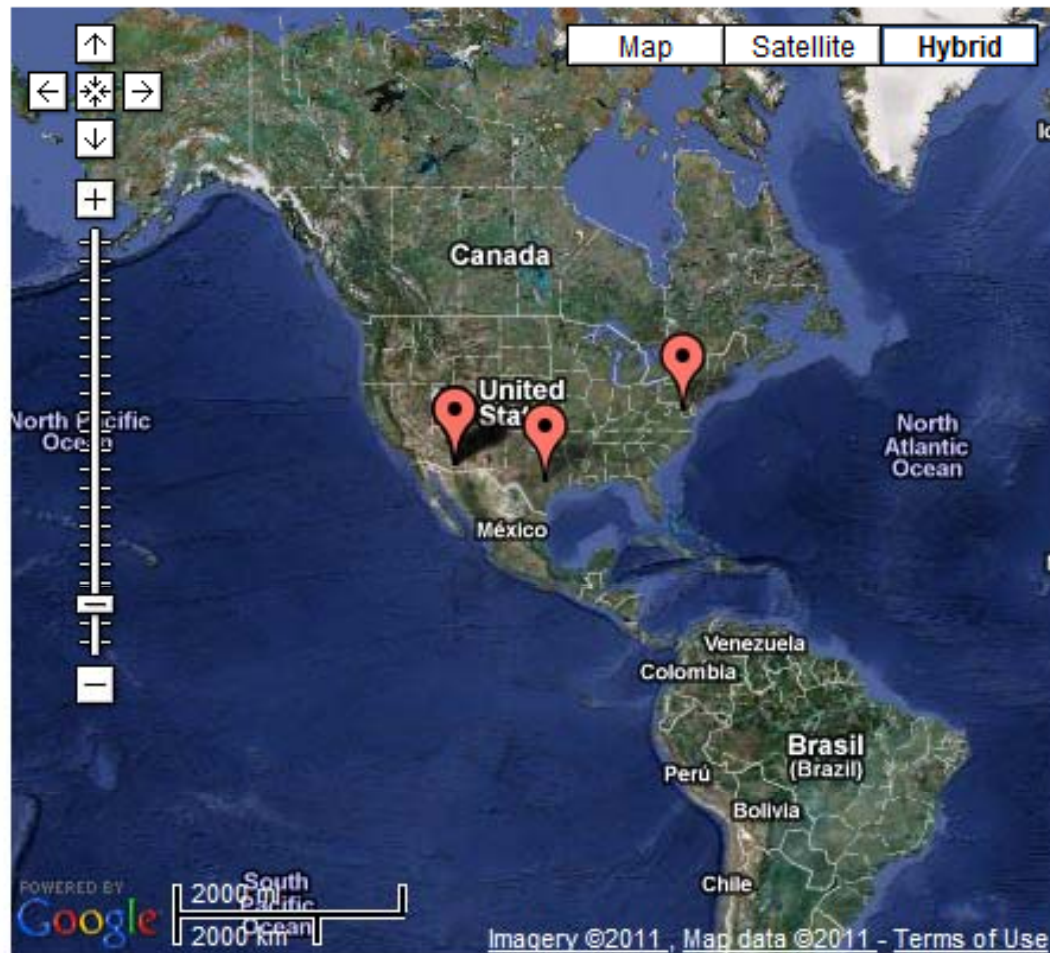 Map
Satellite
Hybrid
Canada
United
North Pacific
Ocean
North
Atlantic
Ocean
México
Venezuela
Colombia
Brasil
(Brazil)
Perú
Bolivia
Chile
POWERED BY
Google
2000 mi
2000 km
South
Pacific
Ocean
Imagery ©2011 , Map data ©2011 - Terms of Use